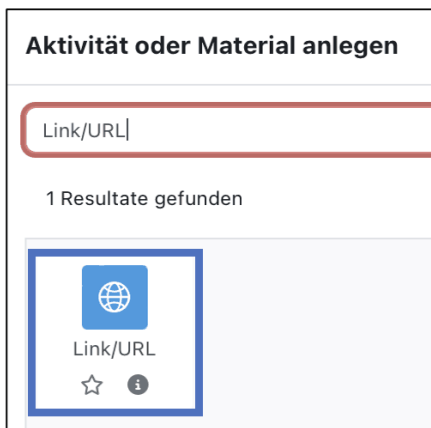 Aktivität oder Material anlegen
Link/URL
1 Resultate gefunden
Link/URL